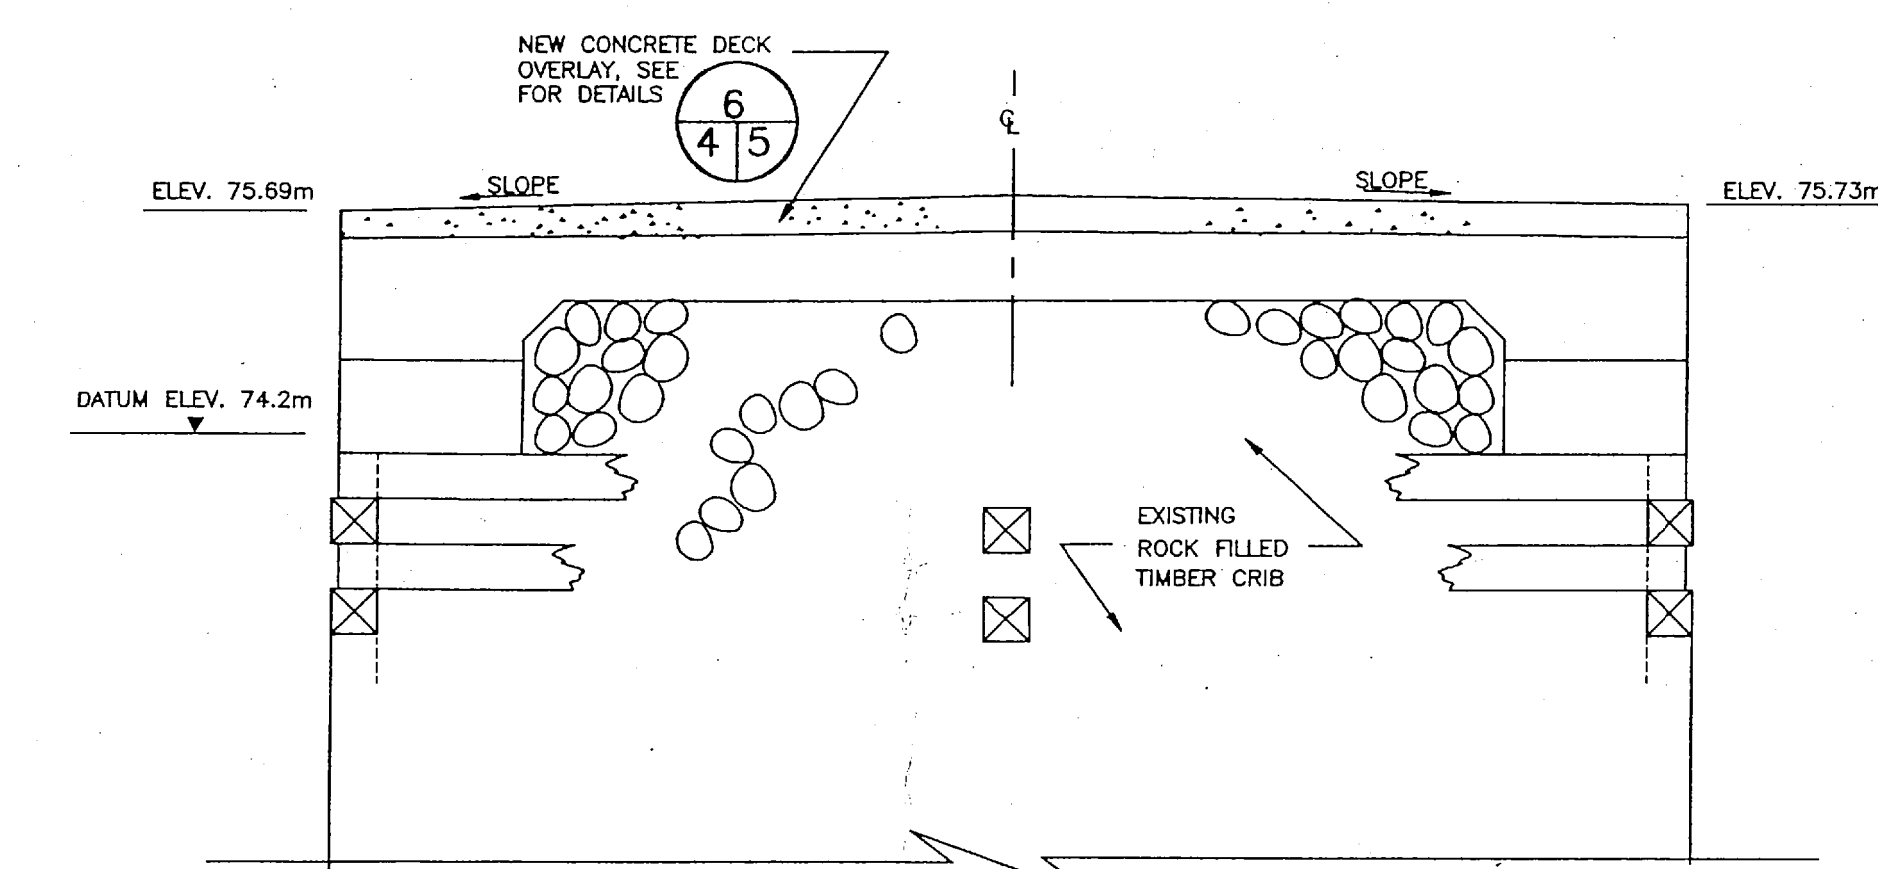 NEW CONCRETE DECK
OVERLAY, SEE
FOR DETAILS
6
4 5
℄
ELEV. 75.69m
SLOPE
SLOPE
ELEV. 75.73m
DATUM ELEV. 74.2m
EXISTING
ROCK FILLED
TIMBER CRIB